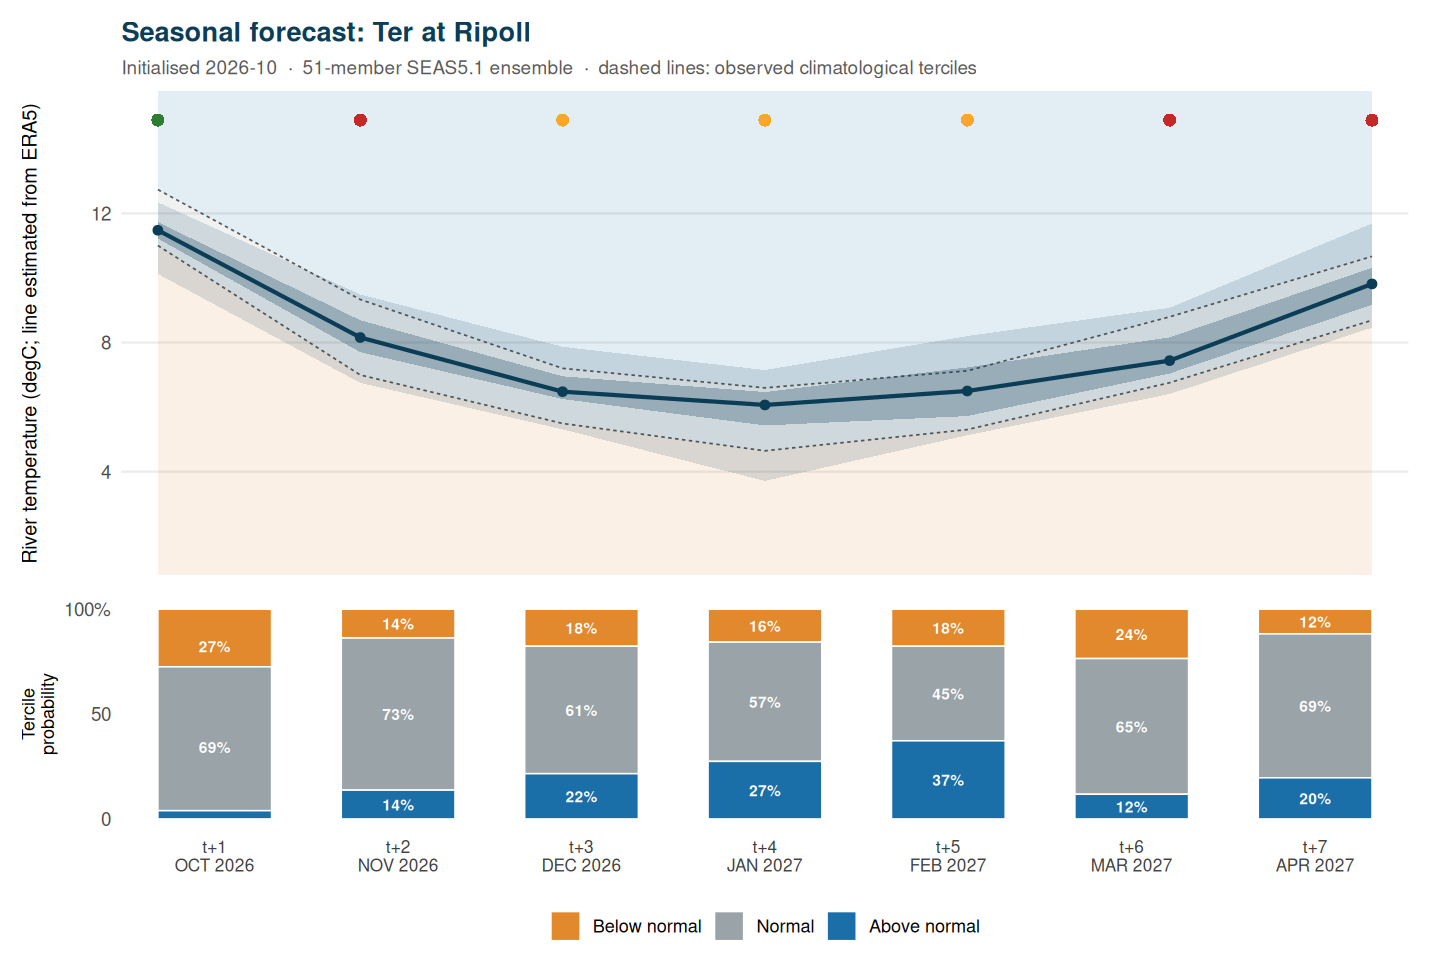 Seasonal forecast: Ter at Ripoll
Initialised 2026-10 · 51-member SEAS5.1 ensemble · dashed lines: observed climatological terciles
River temperature (degC; line estimated from ERA5)
12
8
4
Tercile
probability
100%
50
0
27%
69%
14%
73%
14%
18%
61%
22%
16%
57%
27%
18%
45%
37%
24%
65%
12%
12%
69%
20%
t+1
OCT 2026
t+2
NOV 2026
t+3
DEC 2026
t+4
JAN 2027
t+5
FEB 2027
t+6
MAR 2027
t+7
APR 2027
Below normal
Normal
Above normal